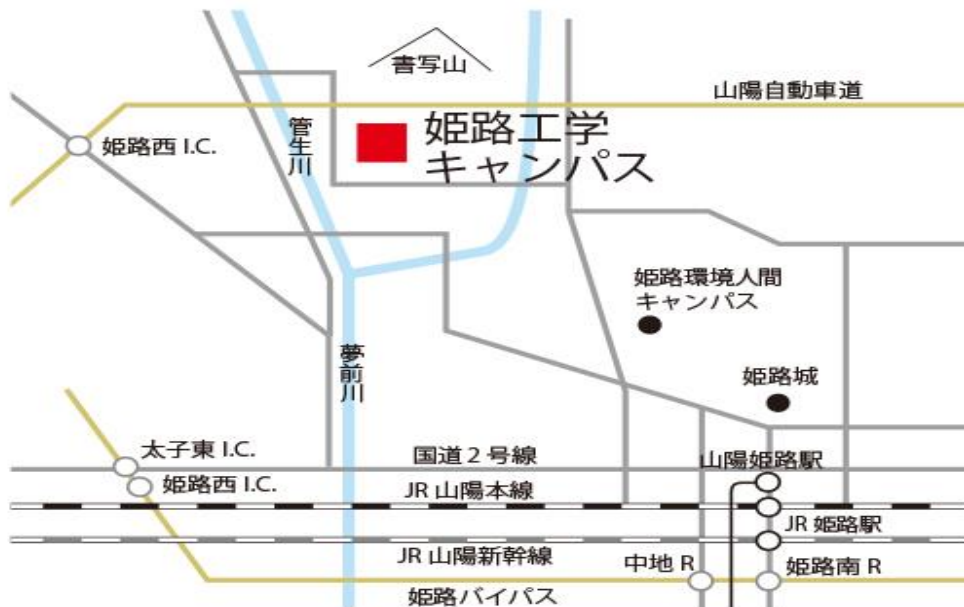 書写山
山陽自動車道
姫路工学
キャンパス
管生川
姫路西 I.C.
姫路環境人間
キャンパス
夢前川
姫路城
太子東 I.C.
国道２号線
山陽姫路駅
姫路西 I.C.
JR 山陽本線
JR 姫路駅
JR 山陽新幹線
中地 R
姫路南 R
姫路バイパス